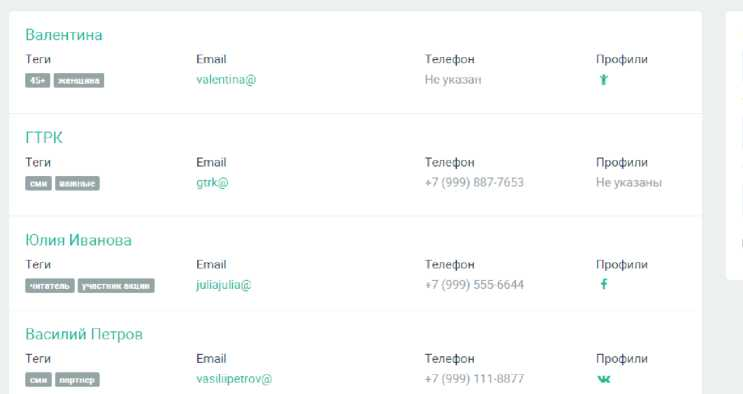 Валентина
Теги Email Телефон Профили
45+ женщина valentina@ Не указан
ГТРК
Теги Email Телефон Профили
сми важные gtrk@ +7 (999) 887-7653 Не указаны
Юлия Иванова
Теги Email Телефон Профили
читатель участник акции juliajulia@ +7 (999) 555-6644
Василий Петров
Теги Email Телефон Профили
сми партнер vasiliipetrov@ +7 (999) 111-8877